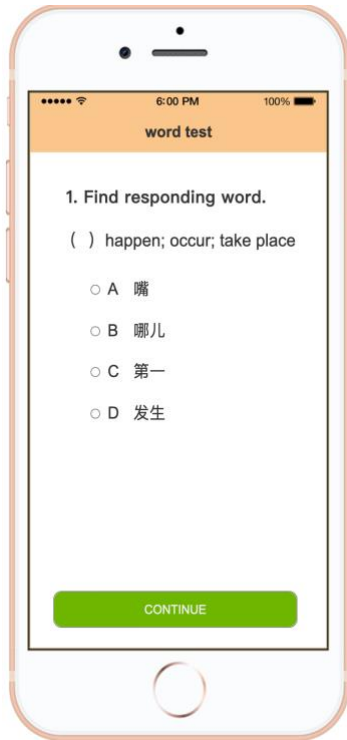 6:00 PM 100%
word test
1. Find responding word.
( ) happen; occur; take place
A 嘴
B 哪儿
C 第一
D 发生
CONTINUE